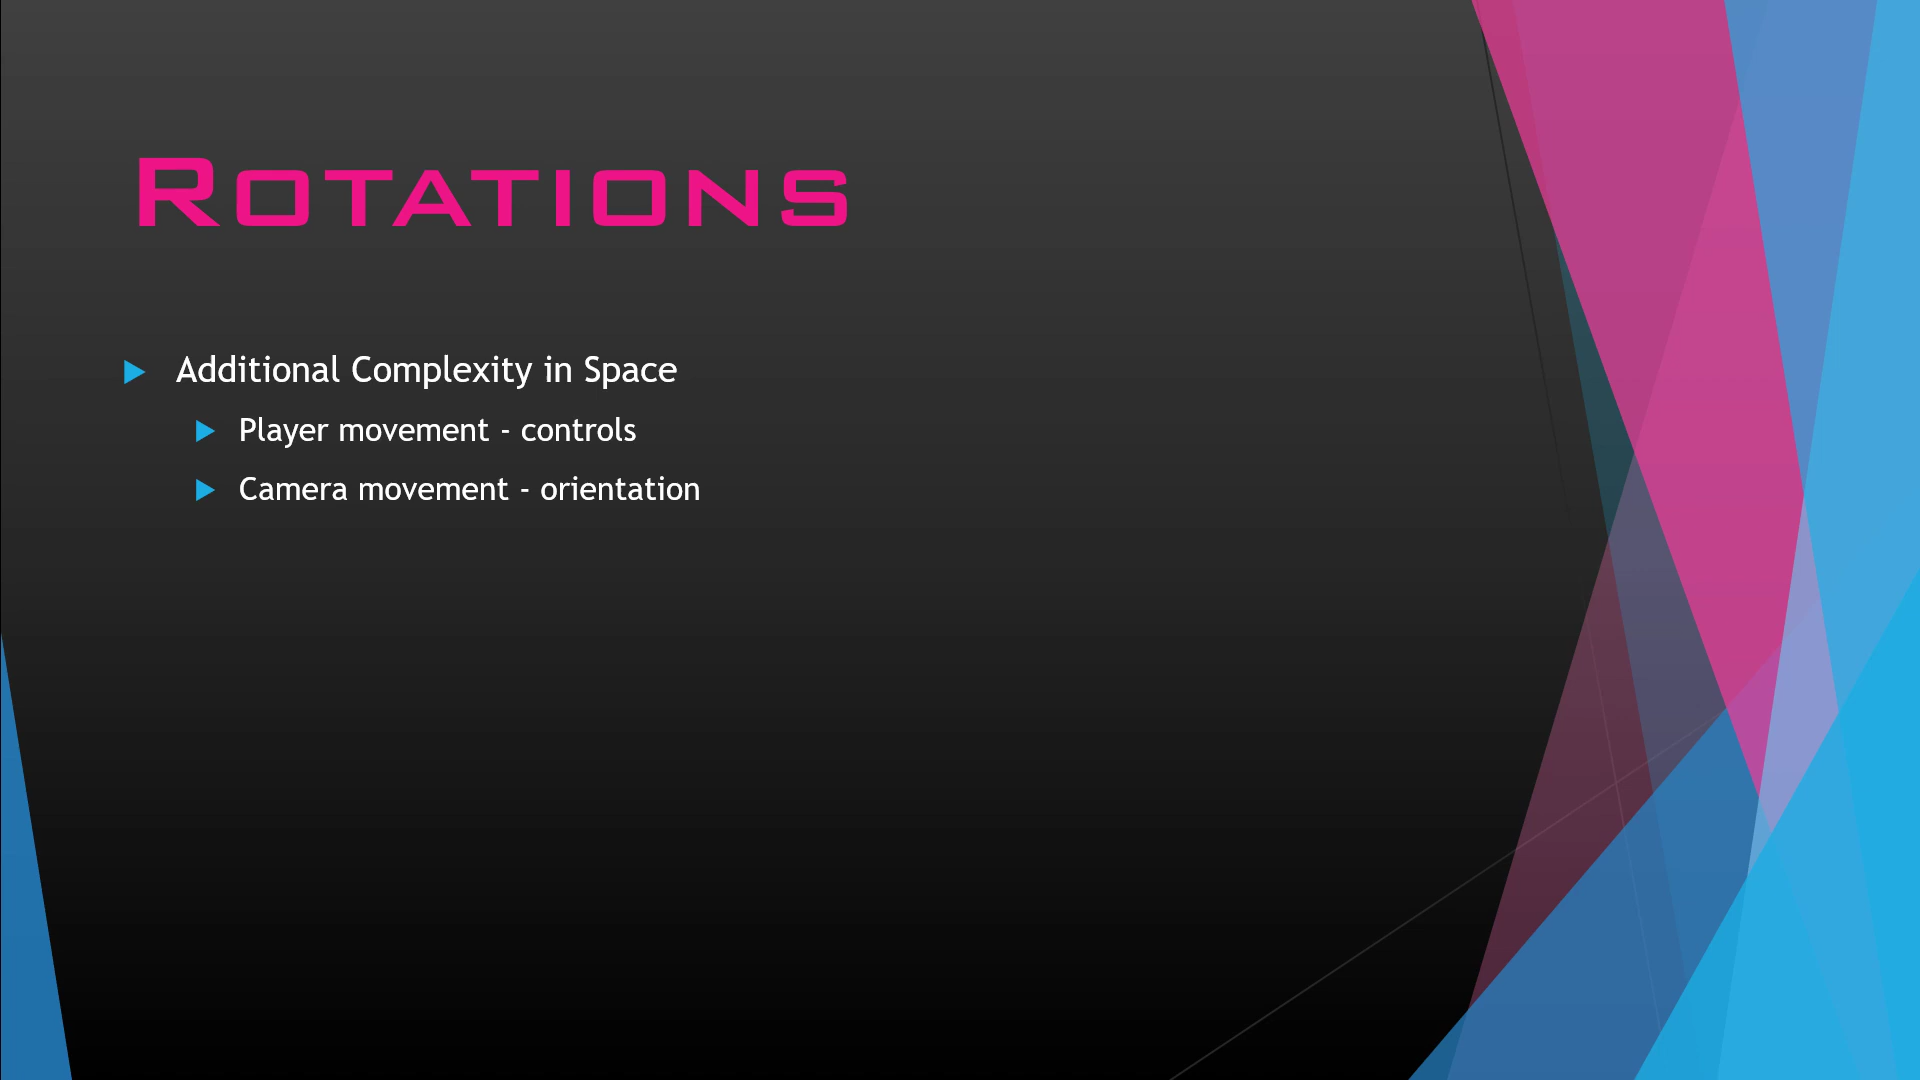 Rotations
Additional Complexity in Space
Player movement - controls
Camera movement - orientation